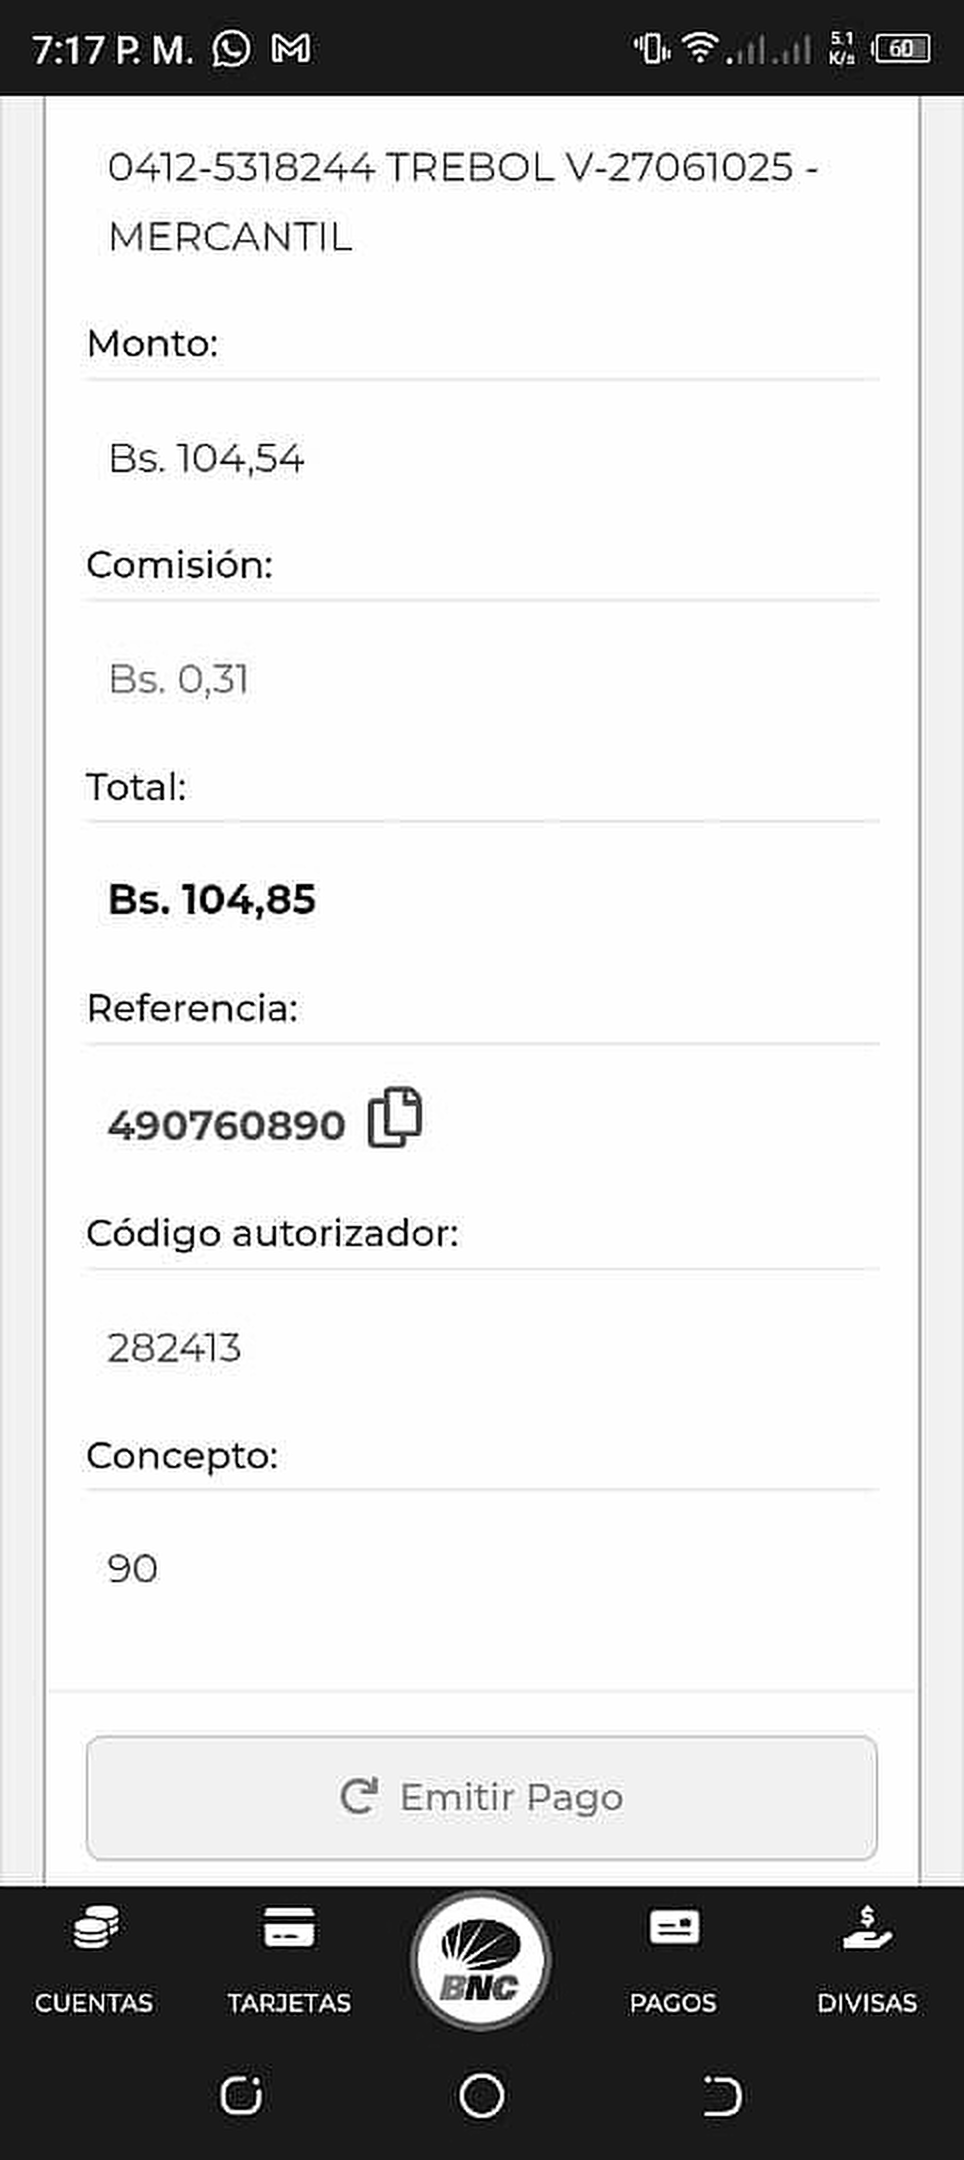 7:17 P. M.
5.1
K/s
60
0412-5318244 TREBOL V-27061025 -
MERCANTIL
Monto:
Bs. 104,54
Comisión:
Bs. 0,31
Total:
Bs. 104,85
Referencia:
490760890
Código autorizador:
282413
Concepto:
90
Emitir Pago
CUENTAS
TARJETAS
BNC
PAGOS
DIVISAS